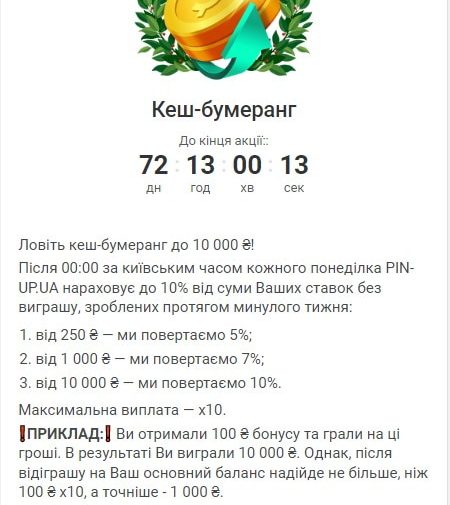 Кеш-бумеранг
До кінця акції::
72 : 13 : 00 : 13
дн год хв сек
Ловіть кеш-бумеранг до 10 000 ₴!
Після 00:00 за київським часом кожного понеділка PIN-
UP.UA нараховує до 10% від суми Ваших ставок без
виграшу, зроблених протягом минулого тижня:
1. від 250 ₴ — ми повертаємо 5%;
2. від 1 000 ₴ — ми повертаємо 7%;
3. від 10 000 ₴ — ми повертаємо 10%.
Максимальна виплата — x10.
❗ПРИКЛАД:❗ Ви отримали 100 ₴ бонусу та грали на ці
гроші. В результаті Ви виграли 10 000 ₴. Однак, після
відіграшу на Ваш основний баланс надійде не більше, ніж
100 ₴ x10, а точніше - 1 000 ₴.